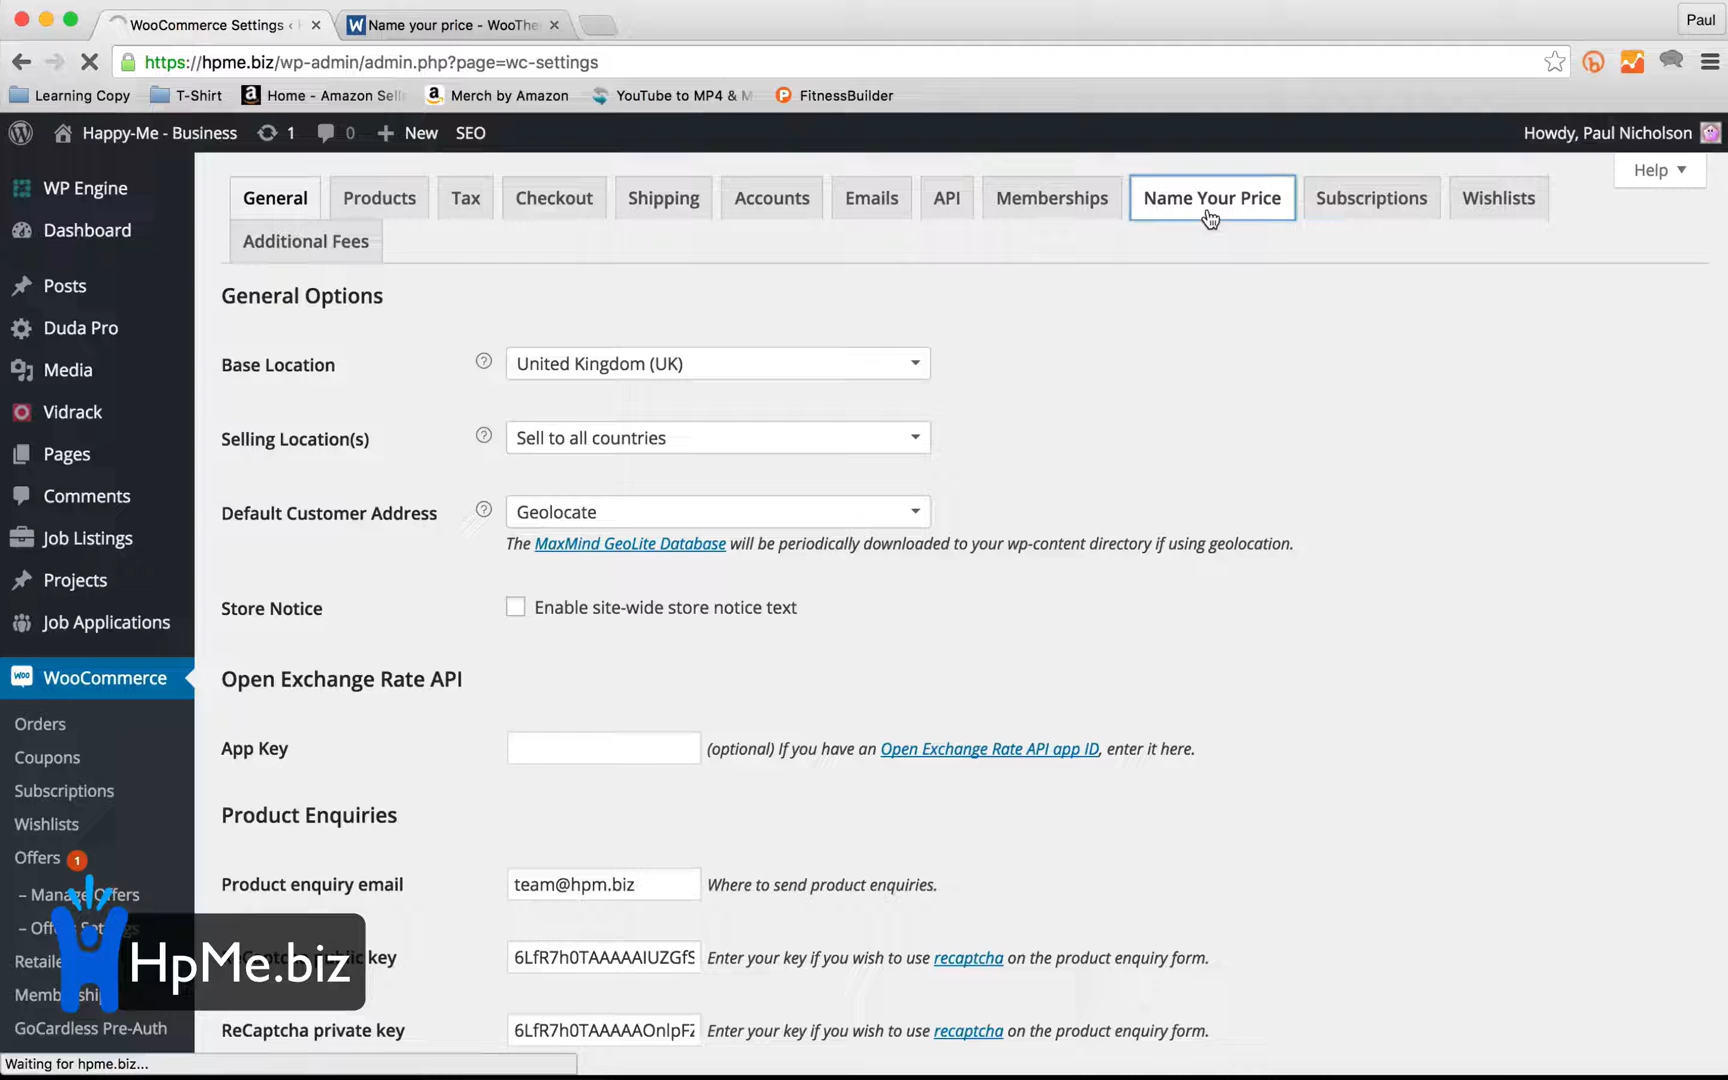 WooCommerce Settings ‹
Name your price - WooThe
Paul
https://hpme.biz/wp-admin/admin.php?page=wc-settings
Learning Copy
T-Shirt
Home - Amazon Sell
Merch by Amazon
YouTube to MP4 & M
FitnessBuilder
Happy-Me - Business
1
0
New
SEO
Howdy, Paul Nicholson
Help
WP Engine
Dashboard
Posts
Duda Pro
Media
Vidrack
Pages
Comments
Job Listings
Projects
Job Applications
WooCommerce
Orders
Coupons
Subscriptions
Wishlists
Offers 1
– Manage Offers
– Offers Settings
Retaile
Membership
GoCardless Pre-Auth
General
Products
Tax
Checkout
Shipping
Accounts
Emails
API
Memberships
Name Your Price
Subscriptions
Wishlists
Additional Fees
General Options
Base Location
United Kingdom (UK)
Selling Location(s)
Sell to all countries
Default Customer Address
Geolocate
The MaxMind GeoLite Database will be periodically downloaded to your wp-content directory if using geolocation.
Store Notice
Enable site-wide store notice text
Open Exchange Rate API
App Key
(optional) If you have an Open Exchange Rate API app ID, enter it here.
Product Enquiries
Product enquiry email
team@hpm.biz
Where to send product enquiries.
key
6LfR7h0TAAAAAIUZGfS
Enter your key if you wish to use recaptcha on the product enquiry form.
ReCaptcha private key
6LfR7h0TAAAAAOnlpFZ
Enter your key if you wish to use recaptcha on the product enquiry form.
HpMe.biz
Waiting for hpme.biz...